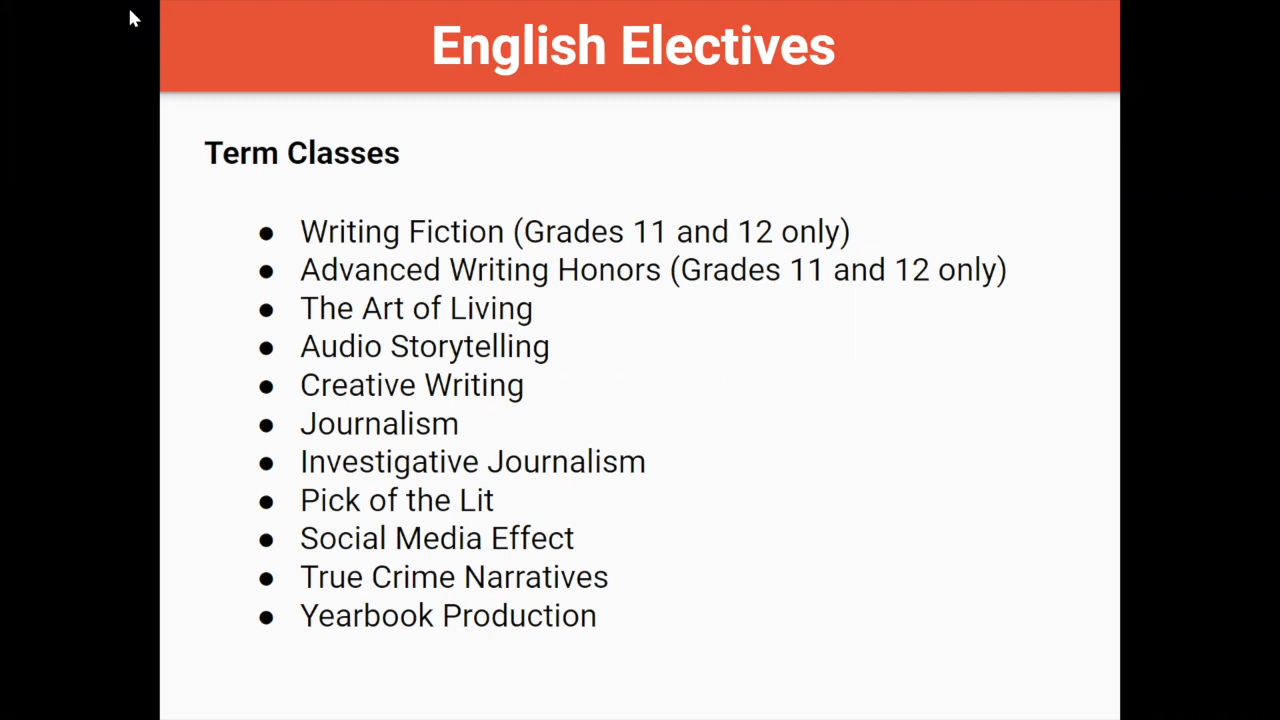 English Electives
Term Classes
● Writing Fiction (Grades 11 and 12 only)
● Advanced Writing Honors (Grades 11 and 12 only)
● The Art of Living
● Audio Storytelling
● Creative Writing
● Journalism
● Investigative Journalism
● Pick of the Lit
● Social Media Effect
● True Crime Narratives
● Yearbook Production